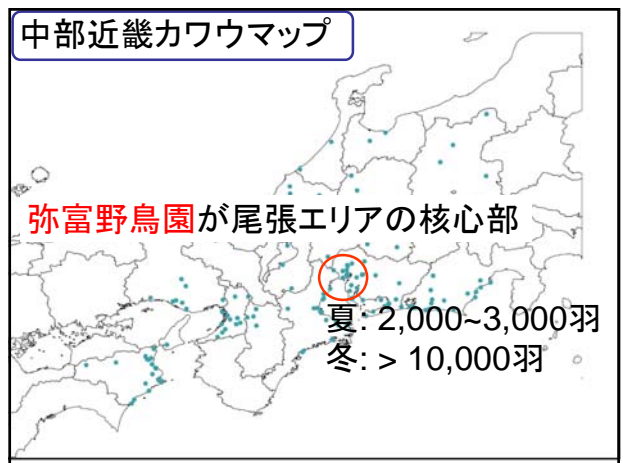 中部近畿カワウマップ
弥富野鳥園が尾張エリアの核心部
夏: 2,000~3,000羽
冬: > 10,000羽